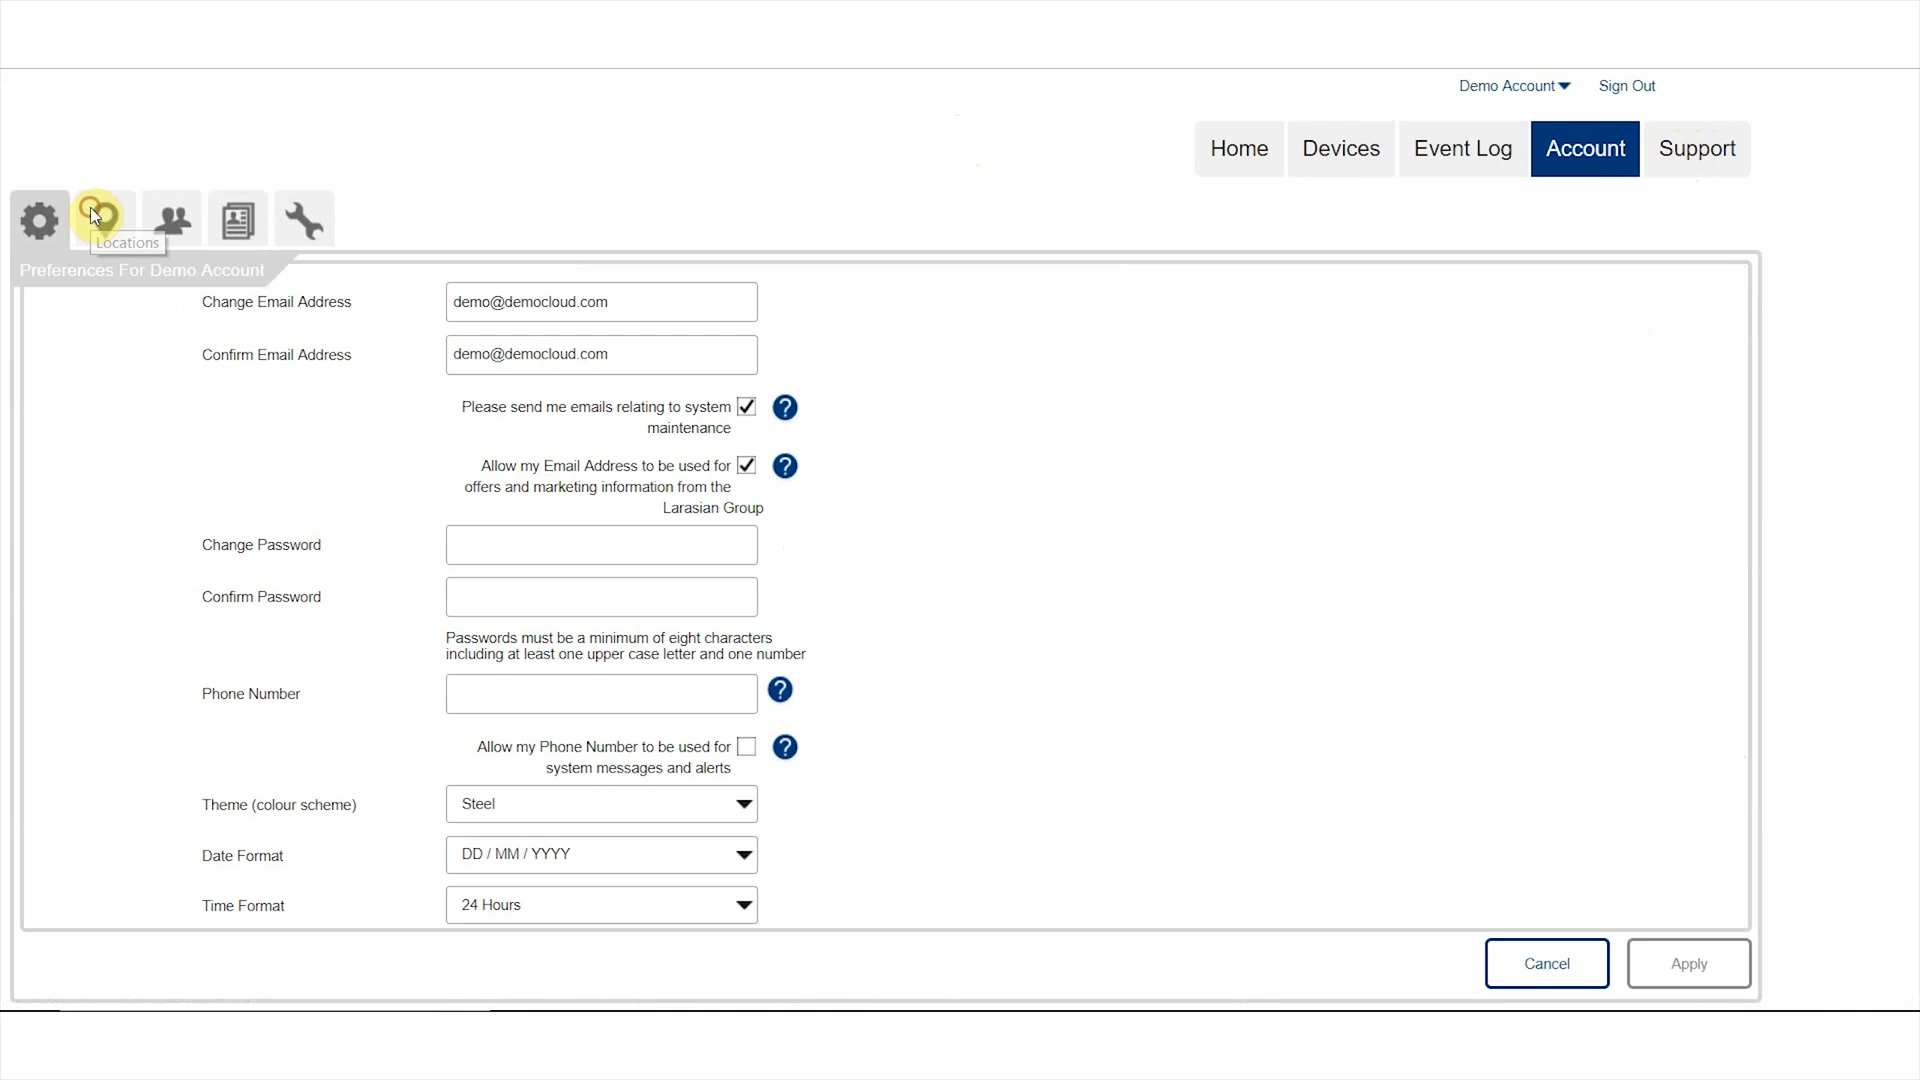 Demo Account
Sign Out
Home
Devices
Event Log
Account
Support
Locations
Preferences For Demo Account
Change Email Address
demo@democloud.com
Confirm Email Address
demo@democloud.com
Please send me emails relating to system
maintenance
?
Allow my Email Address to be used for
offers and marketing information from the
Larasian Group
?
Change Password
Confirm Password
Passwords must be a minimum of eight characters
including at least one upper case letter and one number
Phone Number
?
Allow my Phone Number to be used for
system messages and alerts
?
Theme (colour scheme)
Steel
Date Format
DD / MM / YYYY
Time Format
24 Hours
Cancel
Apply